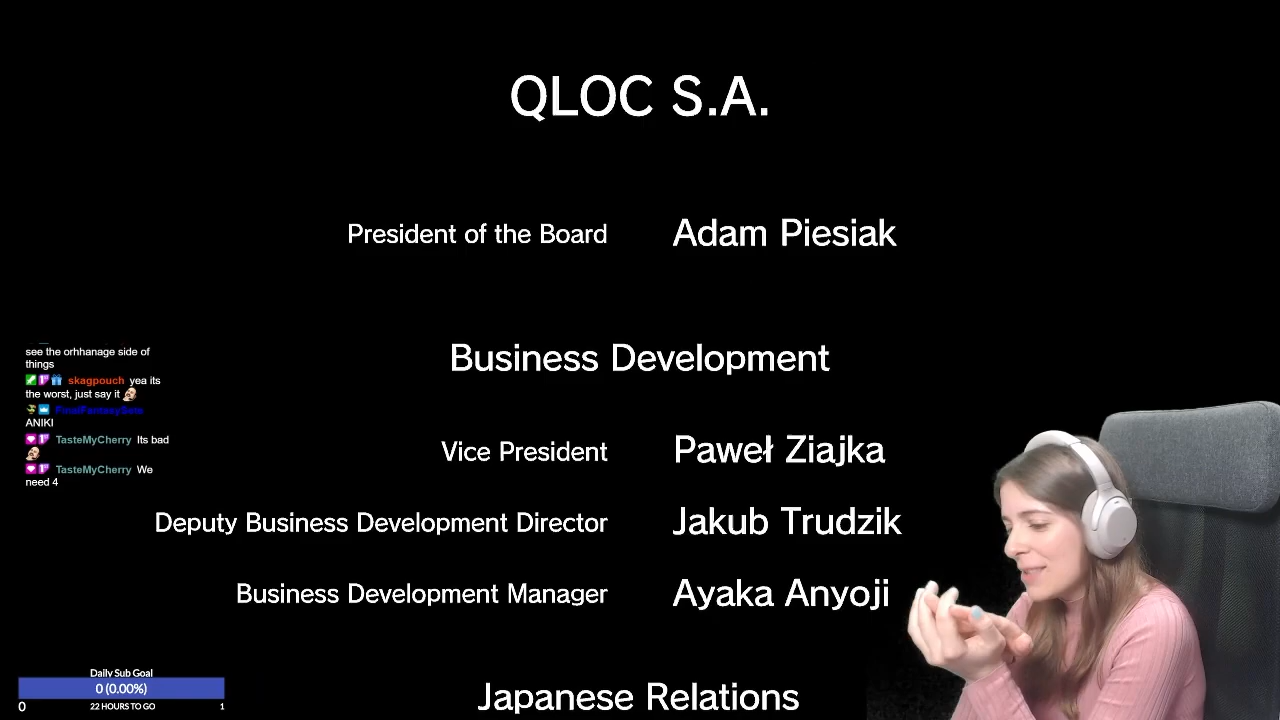 QLOC S.A.
President of the Board Adam Piesiak
Business Development
Vice President Paweł Ziajka
Deputy Business Development Director Jakub Trudzik
Business Development Manager Ayaka Anyoji
Japanese Relations
see the orhhanage side of
things
skagpouch yea its
the worst, just say it
FinalFantasySete
ANIKI
TasteMyCherry Its bad
TasteMyCherry We
need 4
Daily Sub Goal
0 (0.00%)
0 22 HOURS TO GO 1